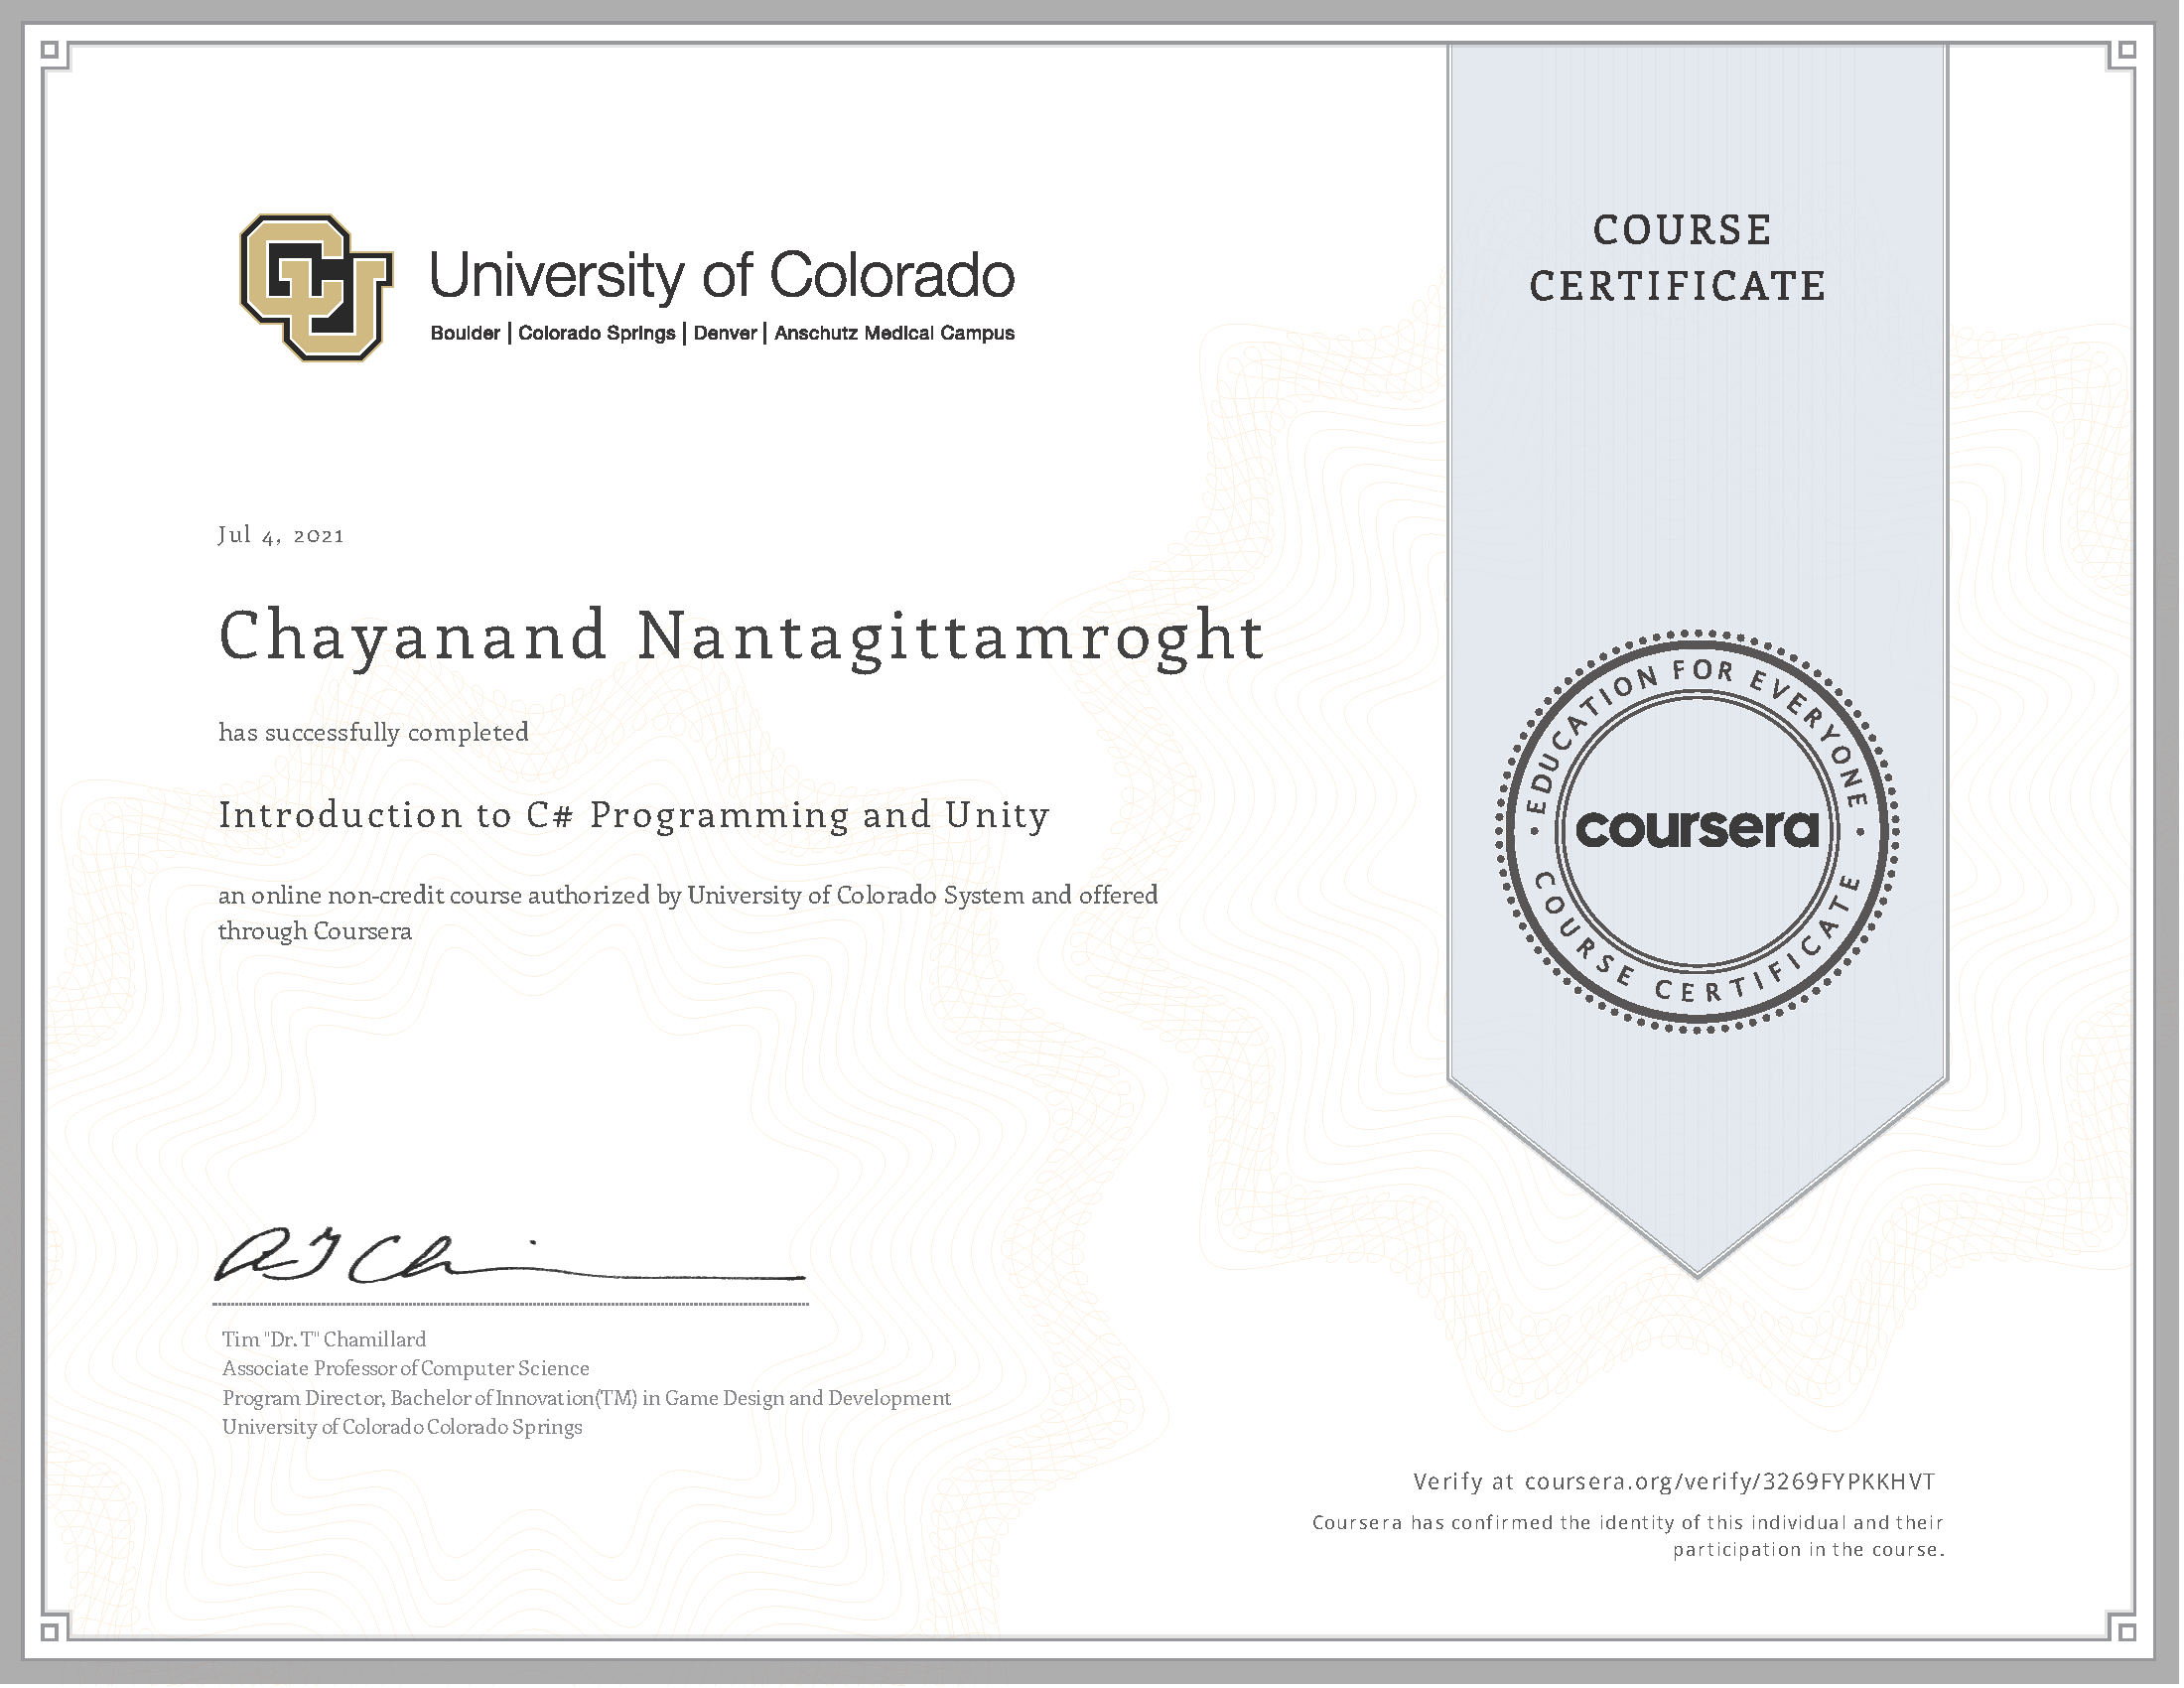 CU
University of Colorado
Boulder | Colorado Springs | Denver | Anschutz Medical Campus
COURSE
CERTIFICATE
Jul 4, 2021
Chayanand Nantagittamroght
has successfully completed
Introduction to C# Programming and Unity
an online non-credit course authorized by University of Colorado System and offered
through Coursera
EDUCATION FOR EVERYONE
coursera
COURSE CERTIFICATE
Tim "Dr. T" Chamillard
Associate Professor of Computer Science
Program Director, Bachelor of Innovation(TM) in Game Design and Development
University of Colorado Colorado Springs
Verify at coursera.org/verify/3269FYPKKHVT
Coursera has confirmed the identity of this individual and their
participation in the course.